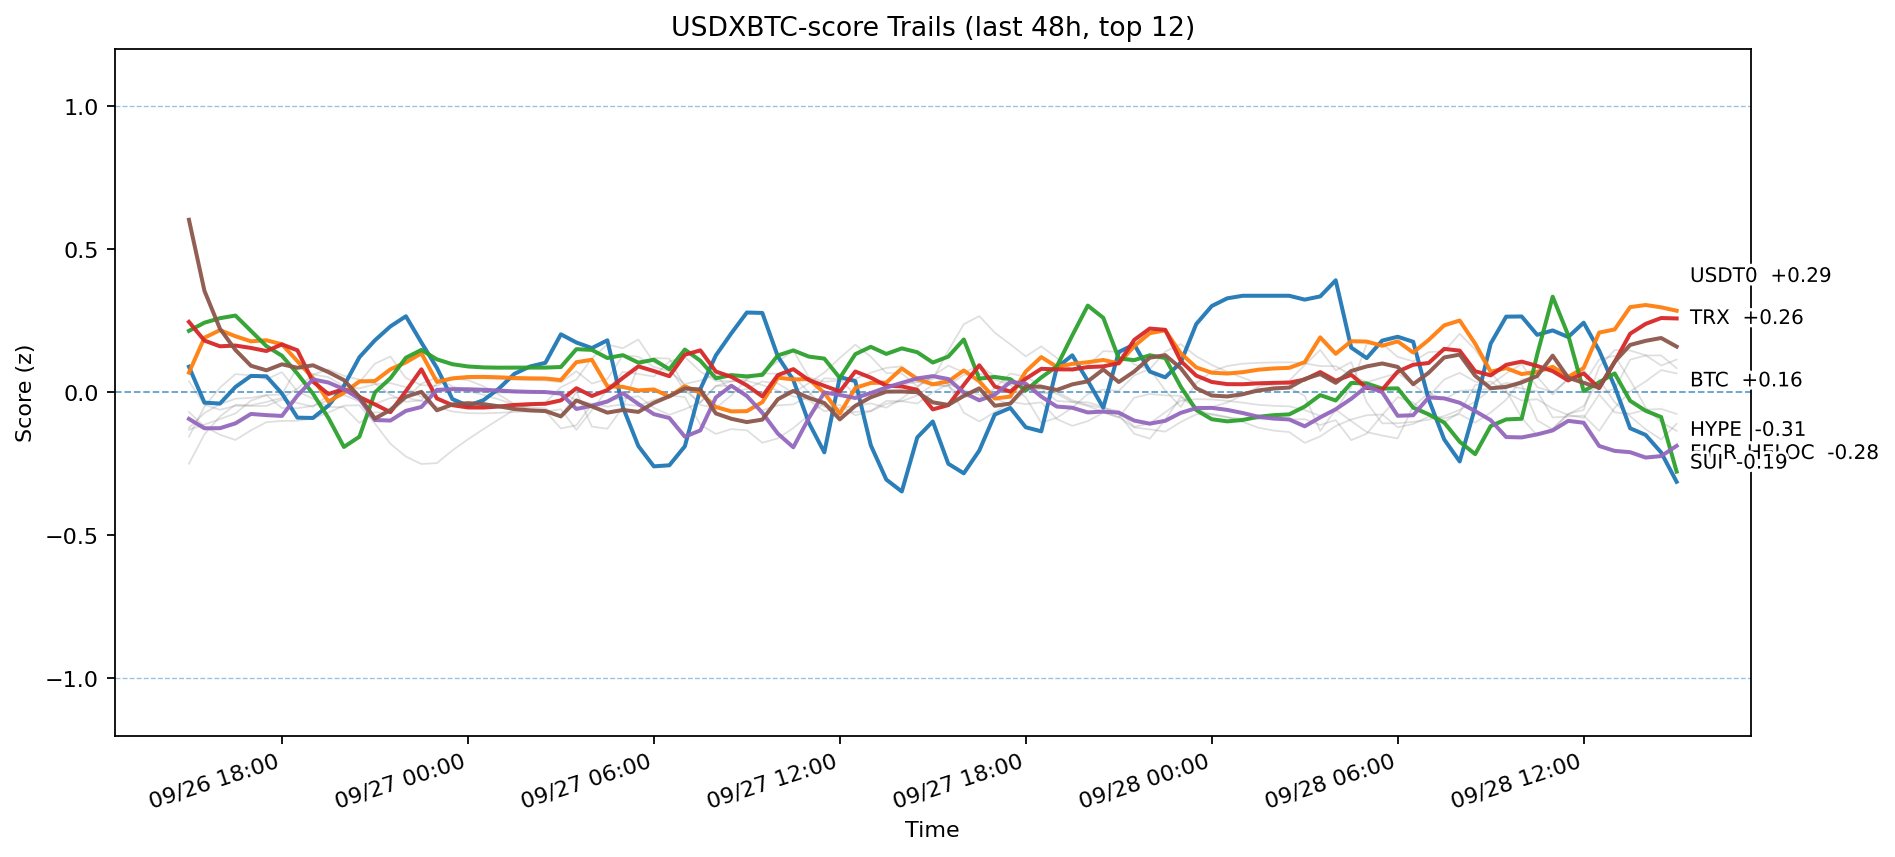 USDXBTC-score Trails (last 48h, top 12)
Score (z)
1.0
0.5
0.0
−0.5
−1.0
USDT0 +0.29
TRX +0.26
BTC +0.16
HYPE -0.31
-0.28
SUI -0.19
09/26 18:00
09/27 00:00
09/27 06:00
09/27 12:00
09/27 18:00
09/28 00:00
09/28 06:00
09/28 12:00
Time